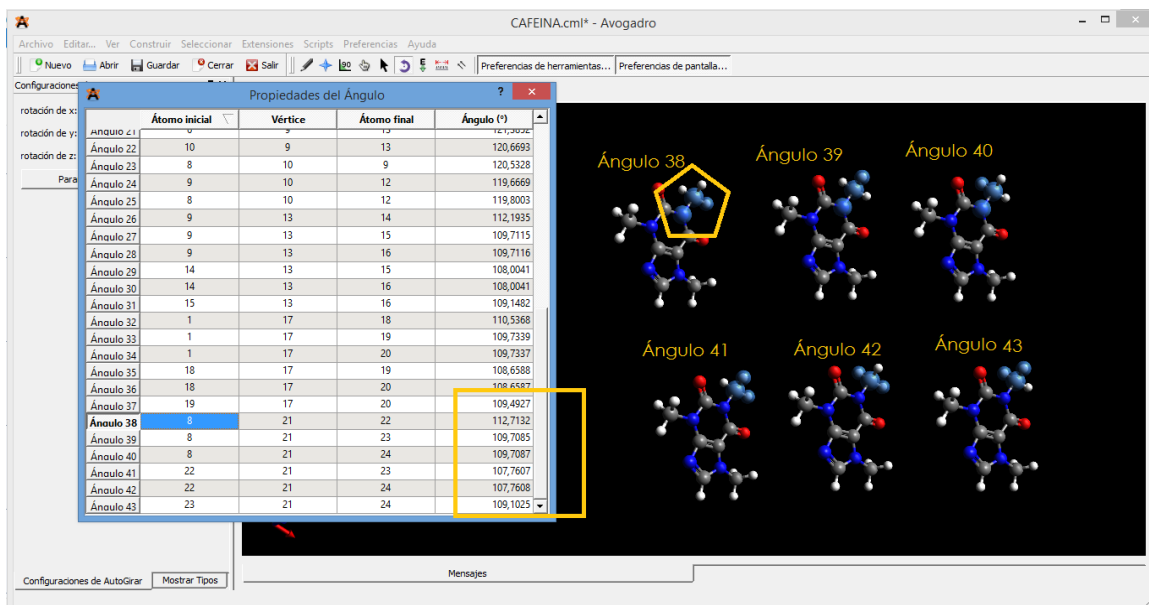 CAFEINA.cml* - Avogadro
Archivo Editar... Ver Construir Seleccionar Extensiones Scripts Preferencias Ayuda
Nuevo Abrir Guardar Cerrar Salir Preferencias de herramientas... Preferencias de pantalla...
Configuraciones
rotación de x:
rotación de y:
rotación de z:
Para
Propiedades del Ángulo ?
Átomo inicial Vértice Átomo final Ángulo (°)
Ángulo 21
Ángulo 22 10 9 13 120,6693
Ángulo 23 8 10 9 120,5328
Ángulo 24 9 10 12 119,6669
Ángulo 25 8 10 12 119,8003
Ángulo 26 9 13 14 112,1935
Ángulo 27 9 13 15 109,7115
Ángulo 28 9 13 16 109,7116
Ángulo 29 14 13 15 108,0041
Ángulo 30 14 13 16 108,0041
Ángulo 31 15 13 16 109,1482
Ángulo 32 1 17 18 110,5368
Ángulo 33 1 17 19 109,7339
Ángulo 34 1 17 20 109,7337
Ángulo 35 18 17 19 108,6588
Ángulo 36 18 17 20 108,6587
Ángulo 37 19 17 20 109,4927
Ángulo 38 8 21 22 112,7132
Ángulo 39 8 21 23 109,7085
Ángulo 40 8 21 24 109,7087
Ángulo 41 22 21 23 107,7607
Ángulo 42 22 21 24 107,7608
Ángulo 43 23 21 24 109,1025
Ángulo 38 Ángulo 39 Ángulo 40
Ángulo 41 Ángulo 42 Ángulo 43
Configuraciones de AutoGirar Mostrar Tipos
Mensajes